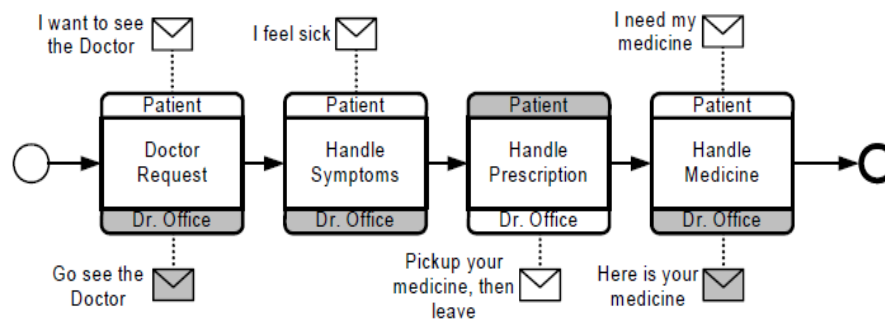 I want to see
the Doctor
I feel sick
I need my
medicine
Patient
Patient
Patient
Patient
Doctor
Request
Handle
Symptoms
Handle
Prescription
Handle
Medicine
Dr. Office
Dr. Office
Dr. Office
Dr. Office
Go see the
Doctor
Pickup your
medicine, then
leave
Here is your
medicine